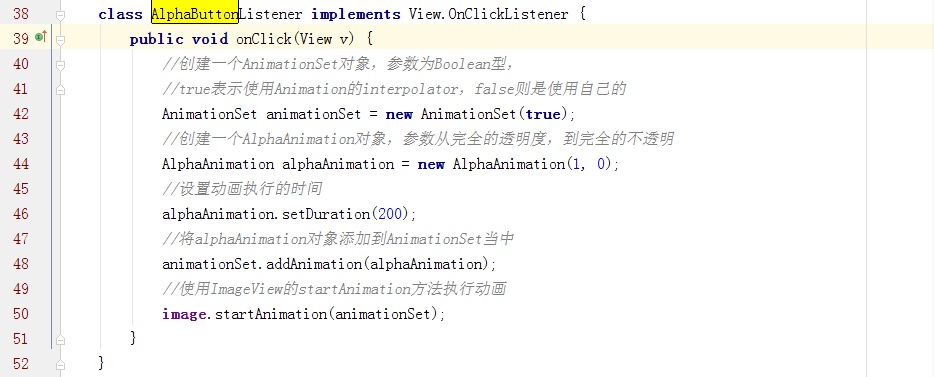 38 class AlphaButtonListener implements View.OnClickListener {
39 public void onClick(View v) {
40 //创建一个AnimationSet对象，参数为Boolean型，
41 //true表示使用Animation的interpolator，false则是使用自己的
42 AnimationSet animationSet = new AnimationSet(true);
43 //创建一个AlphaAnimation对象，参数从完全的透明度，到完全的不透明
44 AlphaAnimation alphaAnimation = new AlphaAnimation(1, 0);
45 //设置动画执行的时间
46 alphaAnimation.setDuration(200);
47 //将alphaAnimation对象添加到AnimationSet当中
48 animationSet.addAnimation(alphaAnimation);
49 //使用ImageView的startAnimation方法执行动画
50 image.startAnimation(animationSet);
51 }
52 }